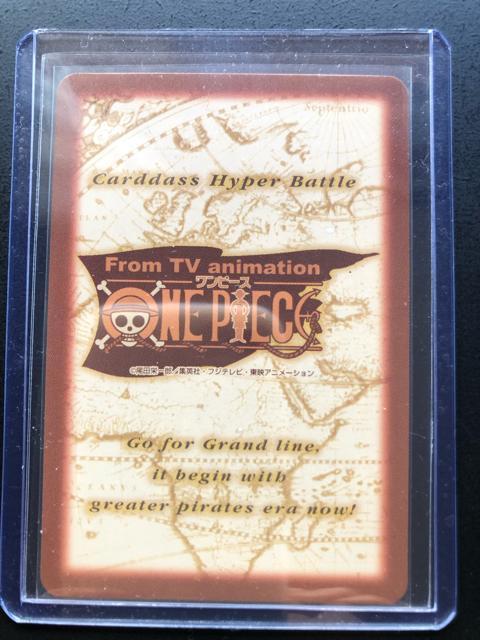 Septentrio
Carddass Hyper Battle
From TV animation
ワンピース
ONE PIECE
©尾田栄一郎／集英社・フジテレビ・東映アニメーション
Go for Grand line,
it begin with
greater pirates era now!